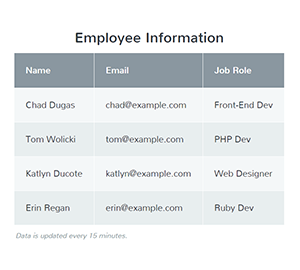 Employee Information
Name Email Job Role
Chad Dugas chad@example.com Front-End Dev
Tom Wolicki tom@example.com PHP Dev
Katlyn Ducote katlyn@example.com Web Designer
Erin Regan erin@example.com Ruby Dev
Data is updated every 15 minutes.